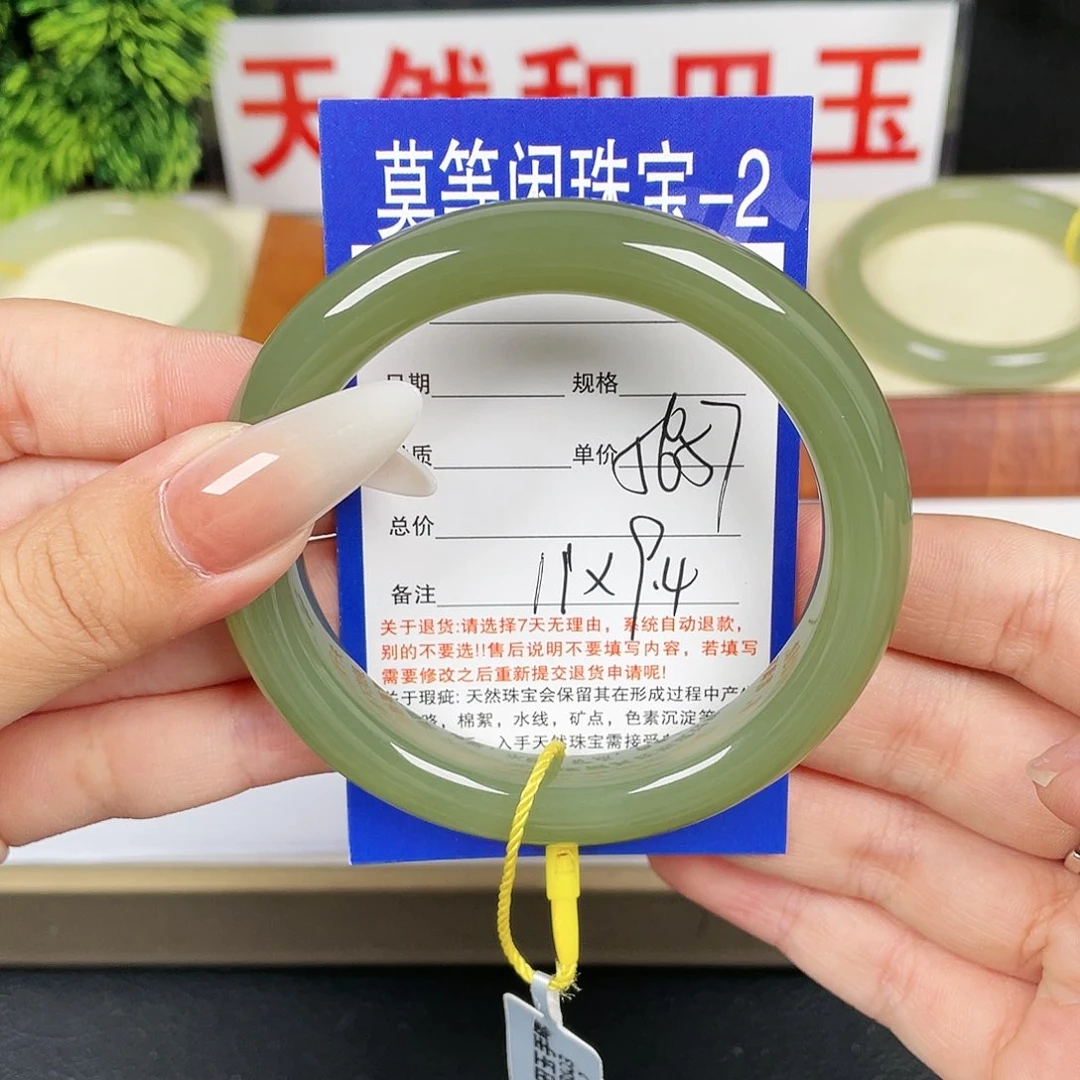 天然和田玉
莫等闲珠宝-2
日期 规格
质 单价
总价
备注 11×9.4
关于退货:请选择7天无理由，系统自动退款，
别的不要选!!售后说明不要填写内容，若填写
需要修改之后重新提交退货申请呢!
关于瑕疵: 天然珠宝会保留其在形成过程中产
，棉絮，水线，矿点，色素沉淀等
入手天然珠宝需接受